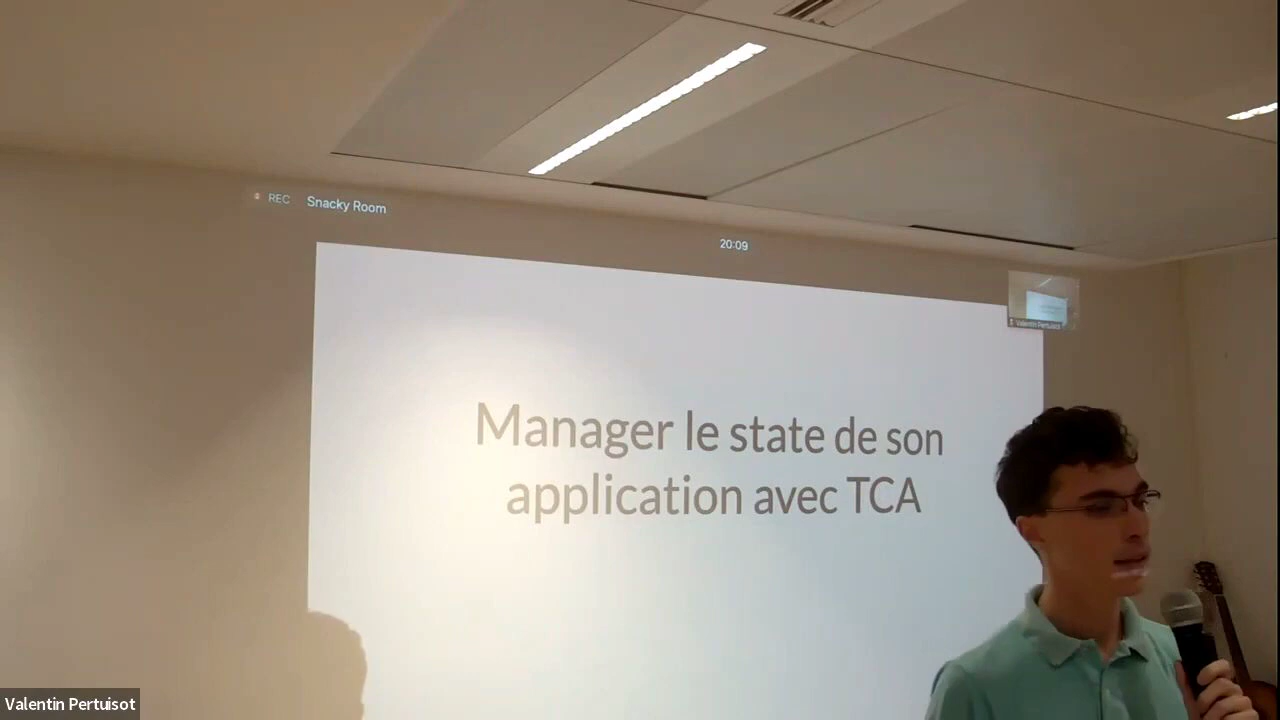 REC Snacky Room
20:09
Valentin Pertuisot
Manager le state de son
application avec TCA
Valentin Pertuisot